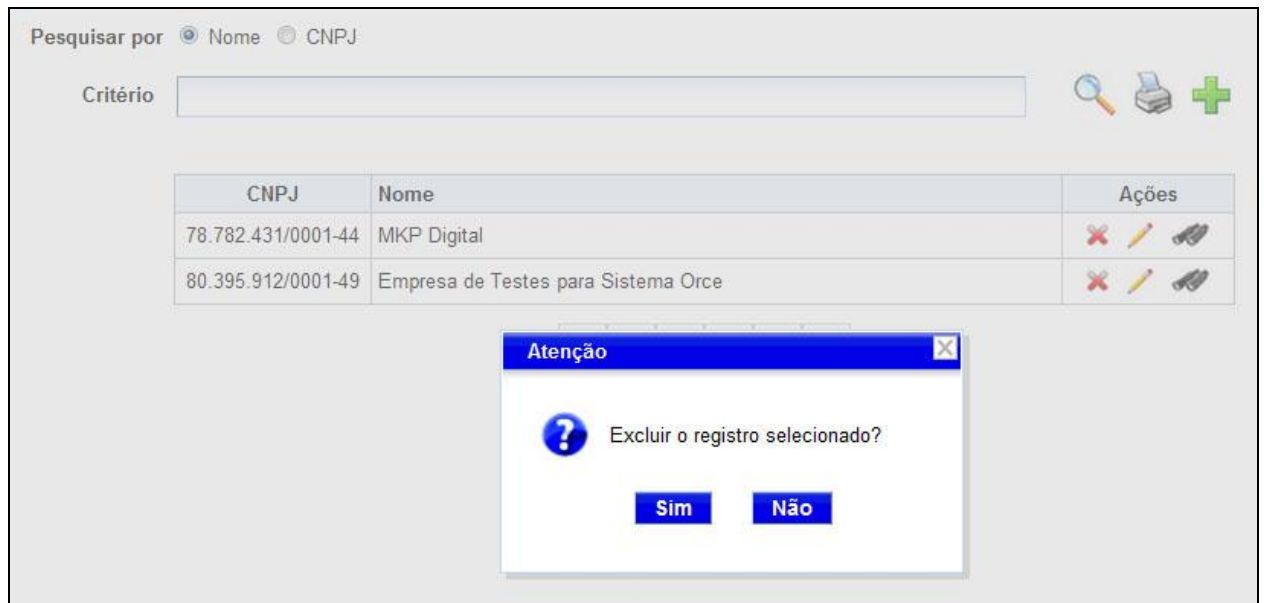 Pesquisar por Nome CNPJ
Critério
CNPJ Nome Ações
78.782.431/0001-44 MKP Digital
80.395.912/0001-49 Empresa de Testes para Sistema Orce
Atenção
Excluir o registro selecionado?
Sim Não